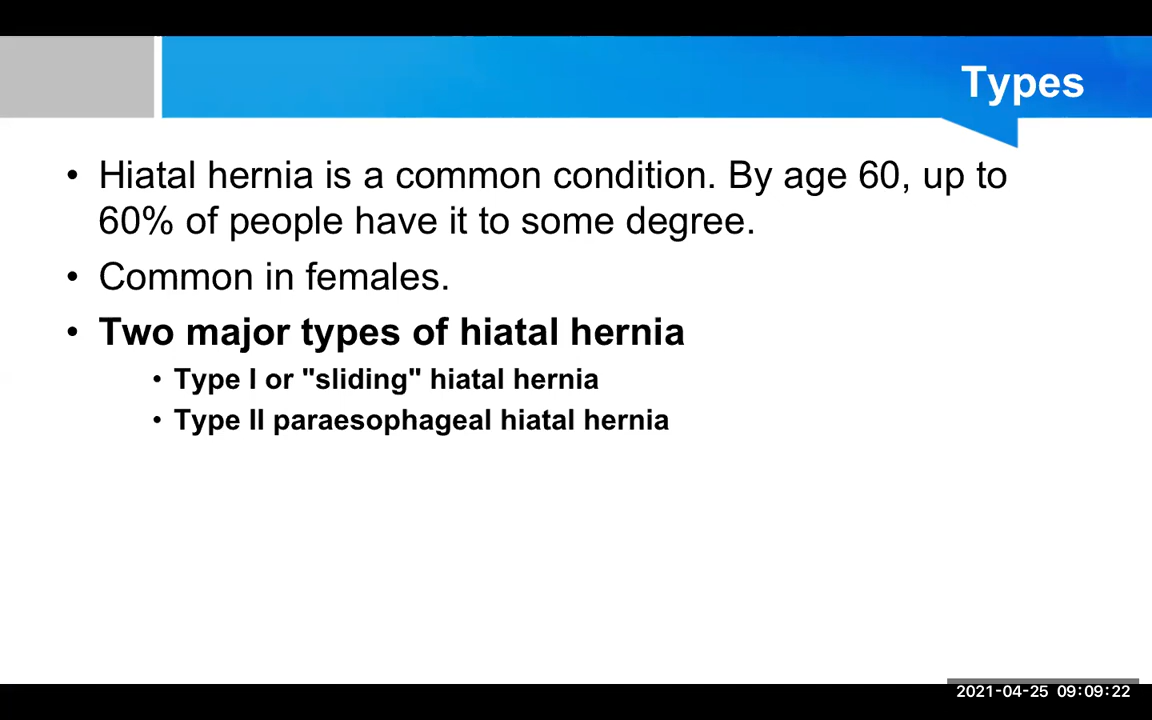 Types
• Hiatal hernia is a common condition. By age 60, up to
60% of people have it to some degree.
• Common in females.
• Two major types of hiatal hernia
• Type I or "sliding" hiatal hernia
• Type II paraesophageal hiatal hernia
2021-04-25 09:09:22